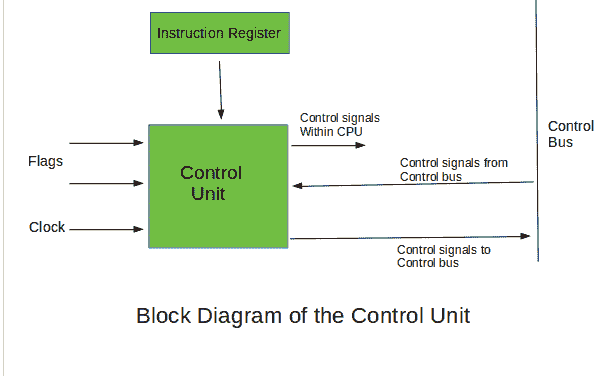 Instruction Register
Control signals
Within CPU
Control
Bus
Flags
Control
Unit
Control signals from
Control bus
Clock
Control signals to
Control bus
Block Diagram of the Control Unit